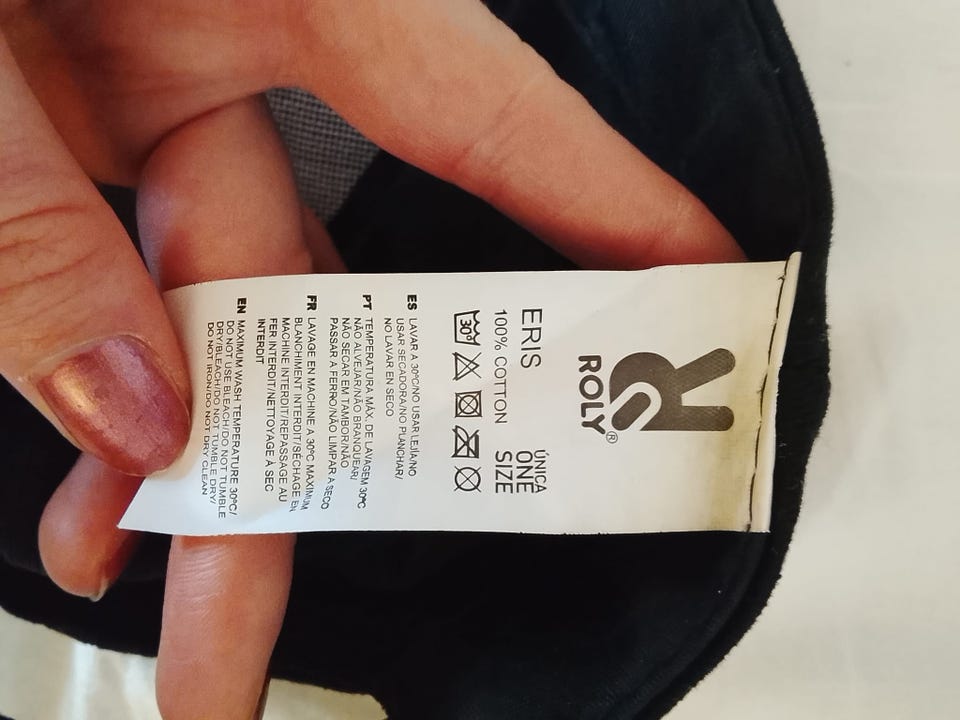 ROLY®
ERIS
100% COTTON
ÚNICA
ONE
SIZE
30º
ES LAVAR A 30ºC/NO USAR LEJÍA/NO
USAR SECADORA/NO PLANCHAR/
NO LAVAR EN SECO
PT TEMPERATURA MÁX. DE LAVAGEM 30ºC
NÃO ALVEJAR/NÃO BRANQUEAR/
NÃO SECAR EM TAMBOR/NÃO
PASSAR A FERRO/NÃO LIMPAR A SECO
FR LAVAGE EN MACHINE A 30ºC MAXIMUM
BLANCHIMENT INTERDIT/SÉCHAGE EN
MACHINE INTERDIT/REPASSAGE AU
FER INTERDIT/NETTOYAGE À SEC
INTERDIT
EN MAXIMUM WASH TEMPERATURE 30ºC/
DO NOT USE BLEACH/DO NOT TUMBLE
DRY/BLEACH/DO NOT TUMBLE DRY/
DO NOT IRON/DO NOT DRY CLEAN